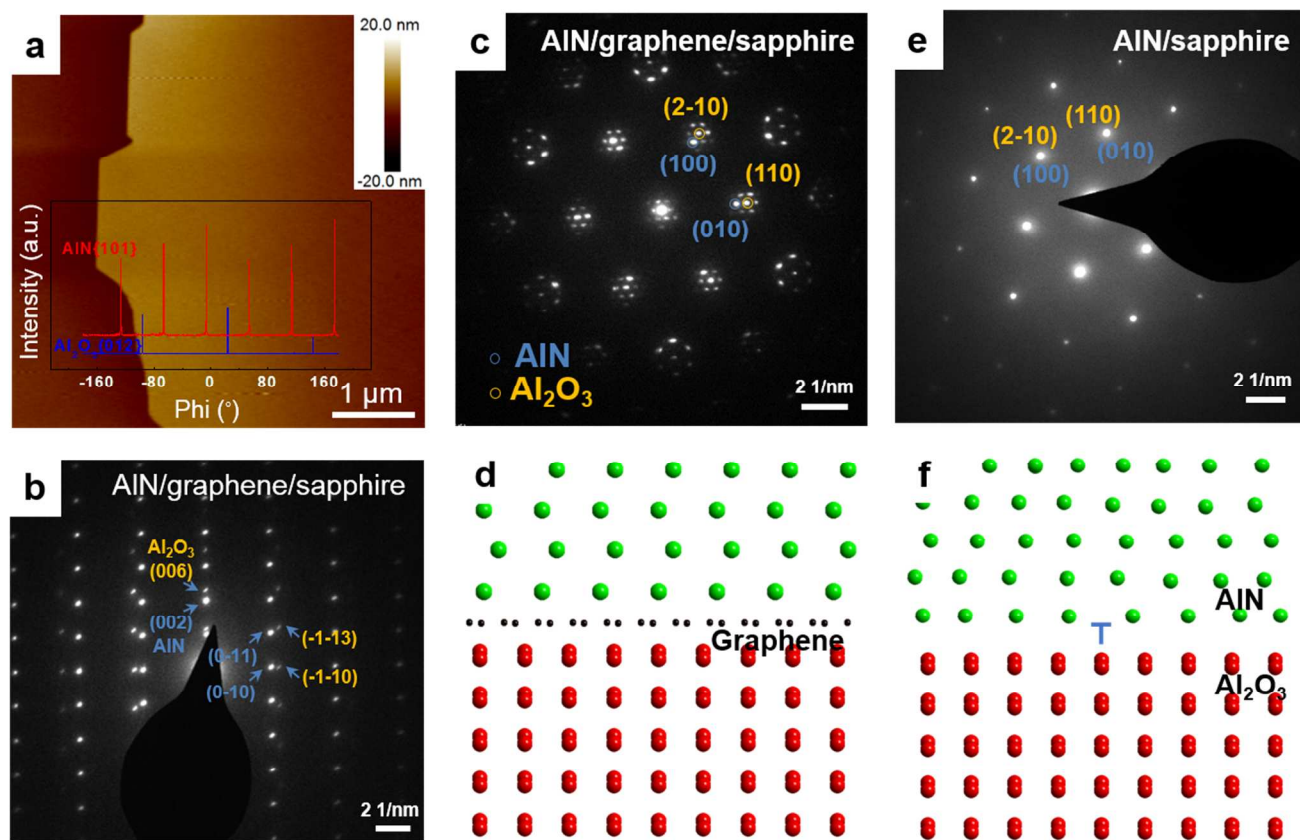 a
20.0 nm
-20.0 nm
Intensity (a.u.)
AlN{101}
Al₂O₃{012}
-160 -80 0 80 160
Phi (°)
1 µm
b
AlN/graphene/sapphire
Al₂O₃
(006)
(002)
AlN
(0-11)
(-1-13)
(0-10)
(-1-10)
2 1/nm
c
AlN/graphene/sapphire
(2-10)
(100)
(110)
(010)
AlN
Al₂O₃
2 1/nm
d
Graphene
e
AlN/sapphire
(110)
(2-10)
(010)
(100)
2 1/nm
f
AlN
Al₂O₃